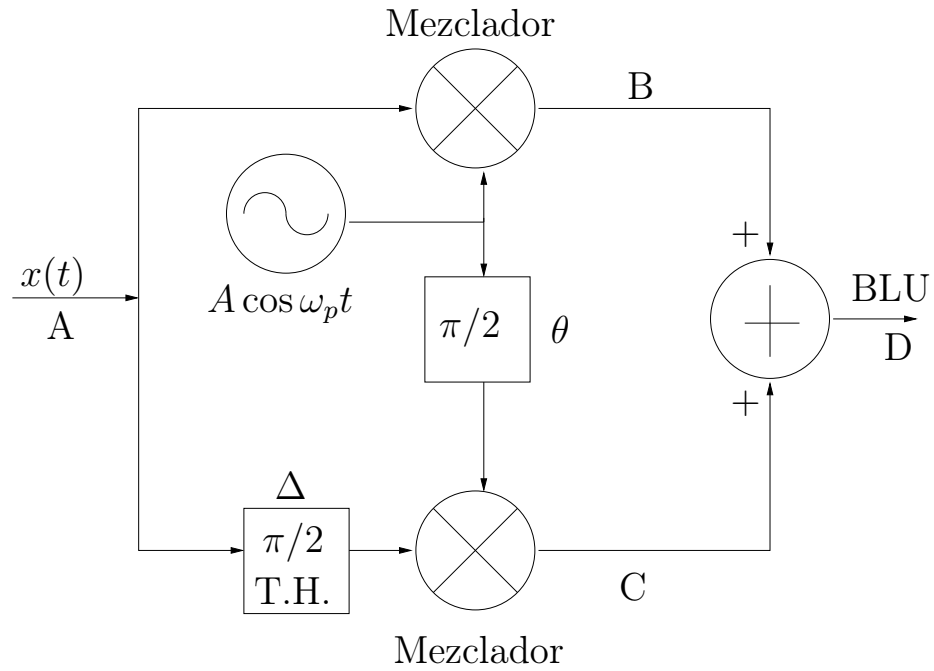 Mezclador
B
x(t)
A
A cos ω_p t
π/2
θ
+
+
BLU
D
Δ
π/2
T.H.
C
Mezclador